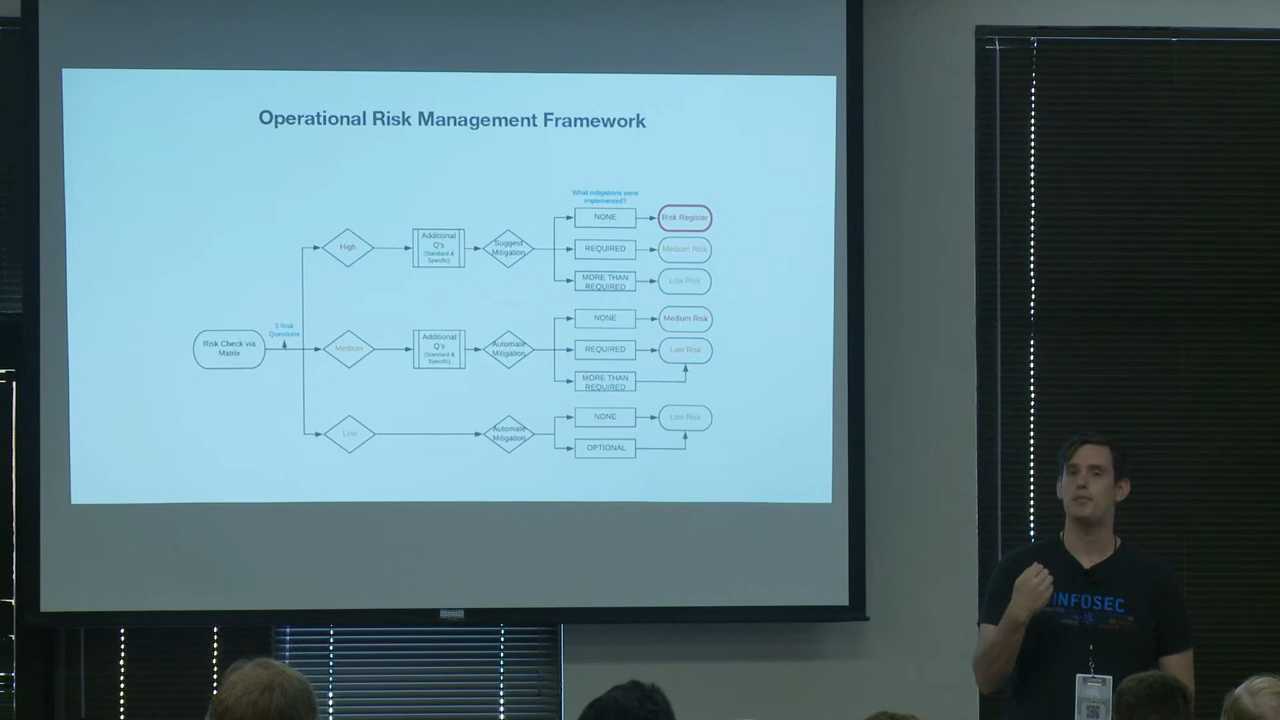 Operational Risk Management Framework
What mitigations were
implemented?
NONE
Risk Register
High
Additional
Q's
(Standard &
Specific)
Suggest
Mitigation
REQUIRED
Medium Risk
MORE THAN
REQUIRED
Low Risk
3 Risk
Questions
Risk Check via
Matrix
NONE
Medium Risk
Medium
Additional
Q's
(Standard &
Specific)
Automate
Mitigation
REQUIRED
Low Risk
MORE THAN
REQUIRED
Low
Automate
Mitigation
NONE
Low Risk
OPTIONAL
INFOSEC